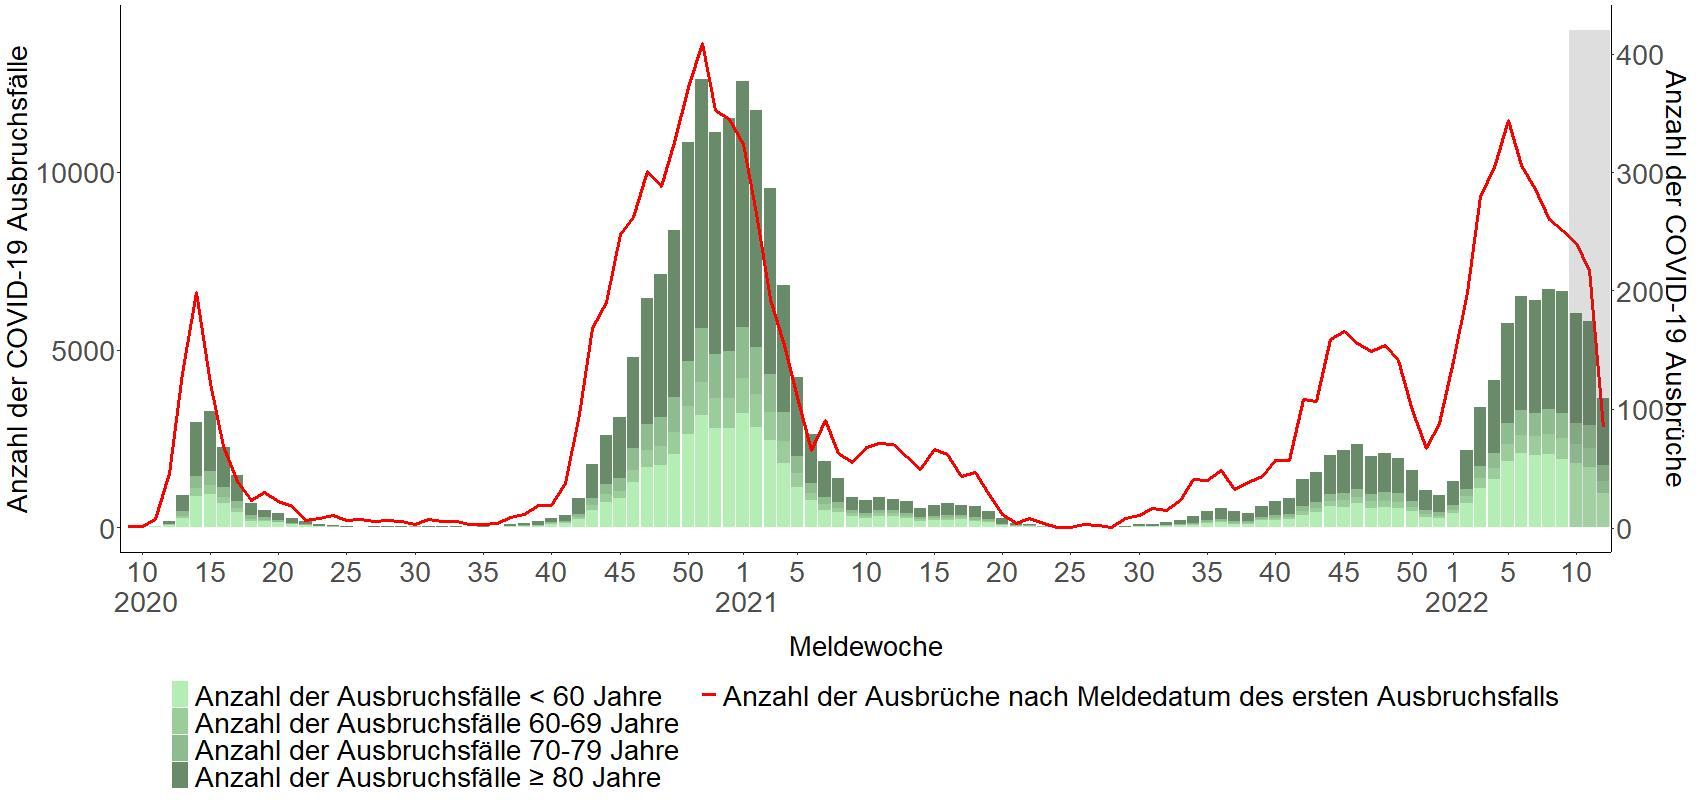 Anzahl der COVID-19 Ausbruchsfälle
10000
5000
0
400
300
200
100
0
Anzahl der COVID-19 Ausbrüche
10 15 20 25 30 35 40 45 50 1 5 10 15 20 25 30 35 40 45 50 1 5 10
2020 2021 2022
Meldewoche
Anzahl der Ausbruchsfälle < 60 Jahre
Anzahl der Ausbruchsfälle 60-69 Jahre
Anzahl der Ausbruchsfälle 70-79 Jahre
Anzahl der Ausbruchsfälle ≥ 80 Jahre
Anzahl der Ausbrüche nach Meldedatum des ersten Ausbruchsfalls